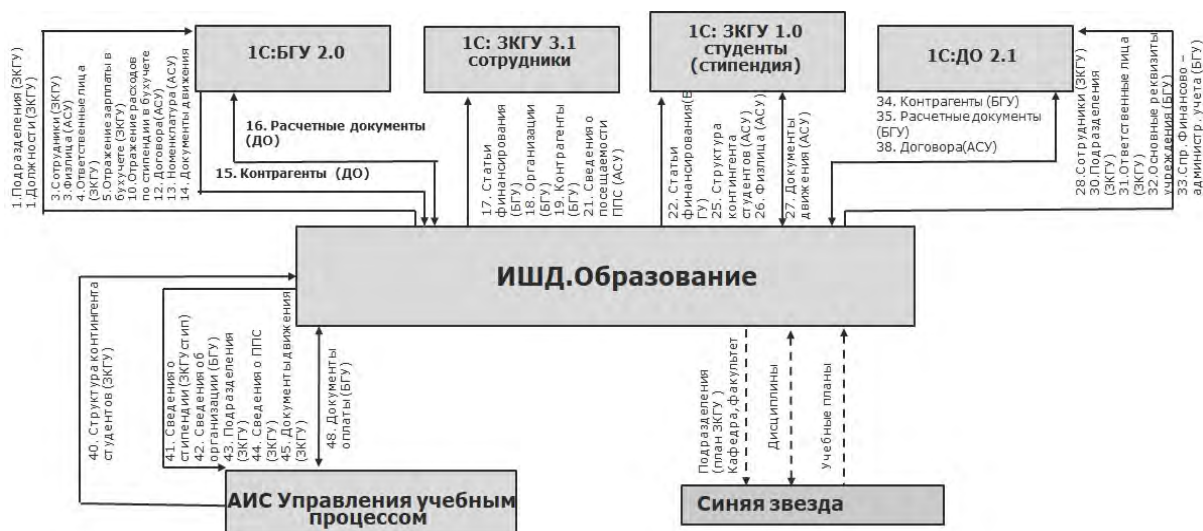 1С:БГУ 2.0
1С: ЗКГУ 3.1
сотрудники
1С: ЗКГУ 1.0
студенты
(стипендия)
1С:ДО 2.1
1.Подразделения (ЗКГУ)
1.Должности (ЗКГУ)
3.Сотрудники (ЗКГУ)
3.Физлица (АСУ)
4.Ответственные лица
(ЗКГУ)
5.Отражение зарплаты в
бухучете (ЗКГУ)
10.Отражение расходов
по стипендии в бухучете
12. Договора(АСУ)
13. Номенклатура (АСУ)
14. Документы движения
16. Расчетные документы
(ДО)
15. Контрагенты (ДО)
17. Статьи
финансирования
(БГУ)
18. Организации
(БГУ)
19. Контрагенты
(БГУ)
21. Сведения о
посещаемости
ППС (АСУ)
22. Статьи
финансирования(Б
ГУ)
25. Структура
контингента
студентов (АСУ)
26. Физлица (АСУ)
27. Документы
движения (АСУ)
34. Контрагенты (БГУ)
35. Расчетные документы
(БГУ)
38. Договора(АСУ)
28.Сотрудники (ЗКГУ)
30.Подразделения
(ЗКГУ)
31.Ответственные лица
(ЗКГУ)
32.Основные реквизиты
учреждения (БГУ)
33.Спр. Финансово –
администр. учета (БГУ)
ИШД.Образование
40. Структура контингента
студентов (ЗКГУ)
41. Сведения о
стипендии (ЗКГУ стип)
42. Сведения об
организации (БГУ)
43. Подразделения
(ЗКГУ)
44. Сведения о ППС
(ЗКГУ)
45. Документы движения
(ЗКГУ)
48. Документы
оплаты (БГУ)
Подразделения
(план ЗКГУ )
Кафедра,факультет
Дисциплины
Учебные планы
АИС Управления учебным
процессом
Синяя звезда